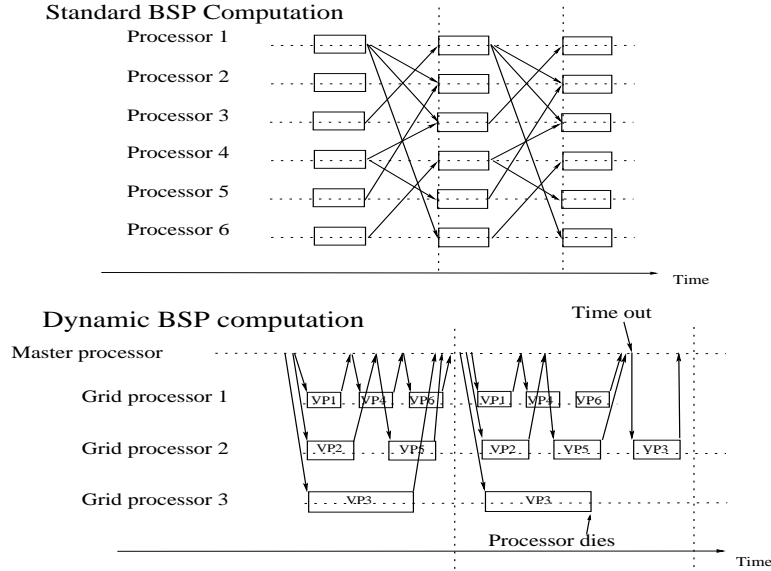 Standard BSP Computation
Processor 1
Processor 2
Processor 3
Processor 4
Processor 5
Processor 6
Time
Dynamic BSP computation
Time out
Master processor
Grid processor 1
VP1 VP4 VP6 VP1 VP4 VP6
Grid processor 2
VP2 VP5 VP2 VP5 VP3
Grid processor 3
VP3 VP3
Processor dies
Time